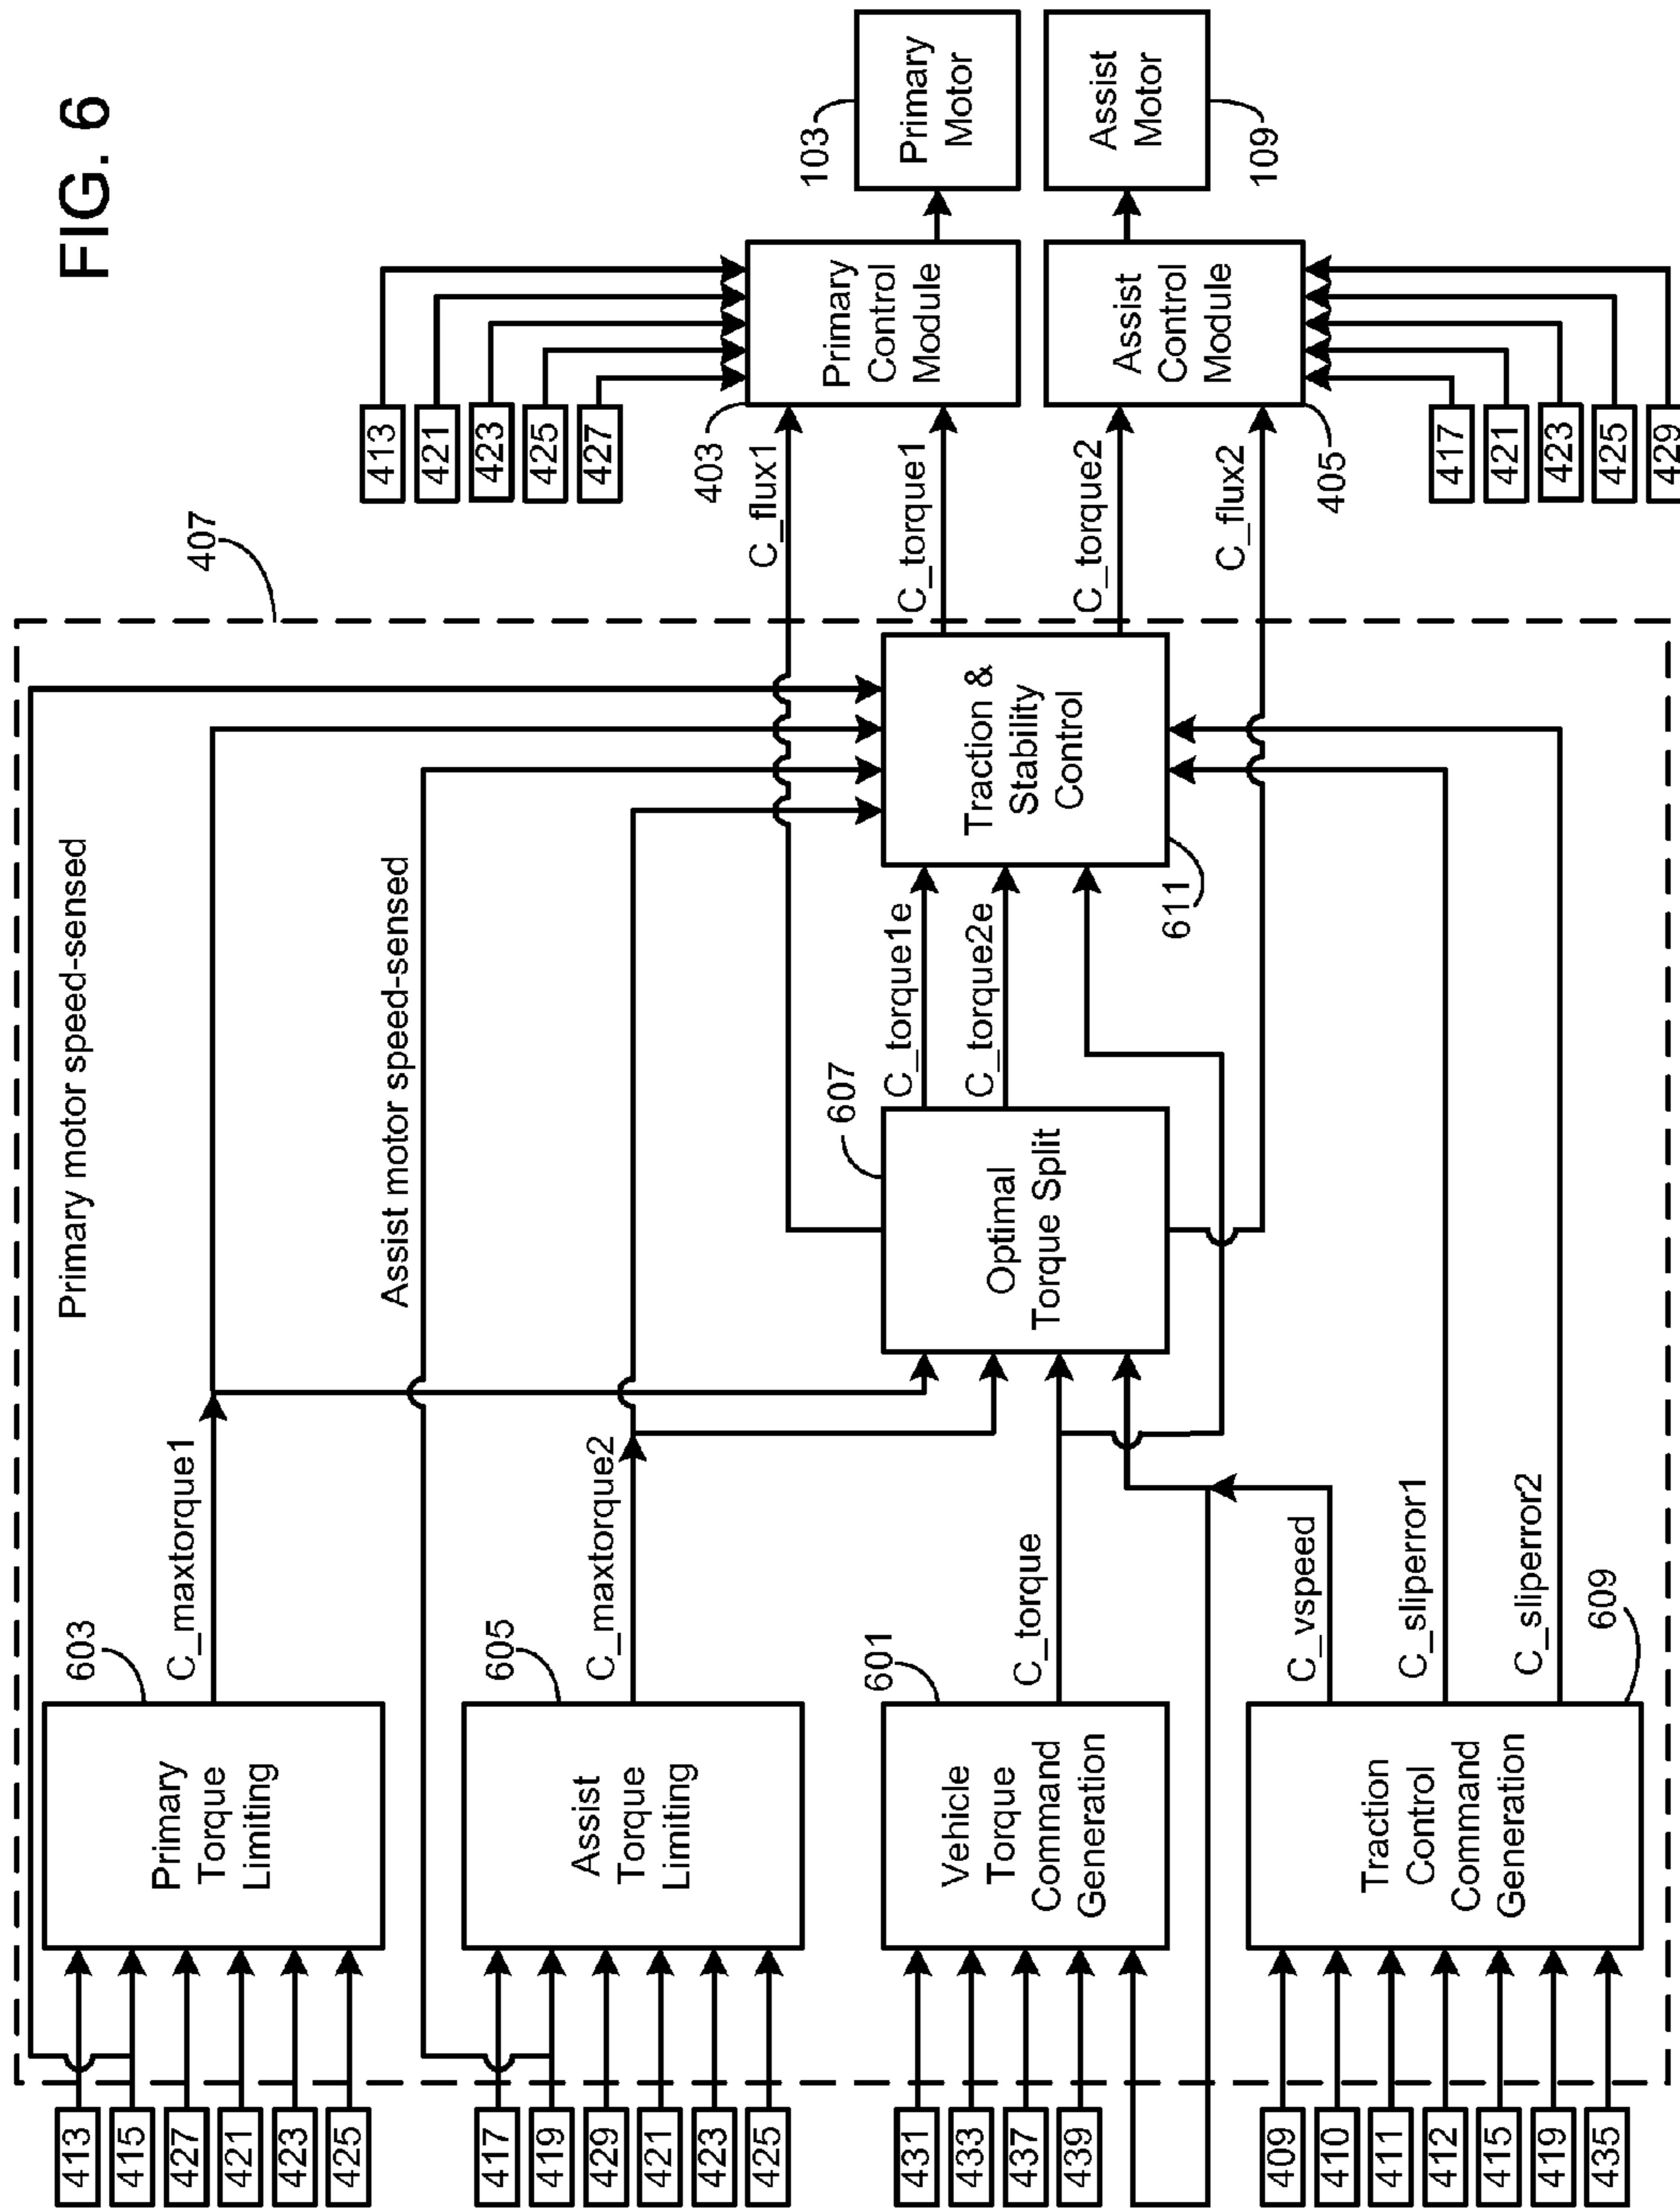 FIG. 6
407
Primary motor speed-sensed
Assist motor speed-sensed
413
415
427
421
423
425
603
Primary
Torque
Limiting
C_maxtorque1
417
419
429
421
423
425
605
Assist
Torque
Limiting
C_maxtorque2
431
433
437
439
601
Vehicle
Torque
Command
Generation
C_torque
409
410
411
412
415
419
435
609
Traction
Control
Command
Generation
C_vspeed
C_sliperror1
C_sliperror2
607
Optimal
Torque Split
C_torque1e
C_torque2e
611
Traction &
Stability
Control
C_flux1
C_torque1
C_torque2
C_flux2
413
421
423
425
427
403
Primary
Control
Module
103
Primary
Motor
405
Assist
Control
Module
109
Assist
Motor
417
421
423
425
429